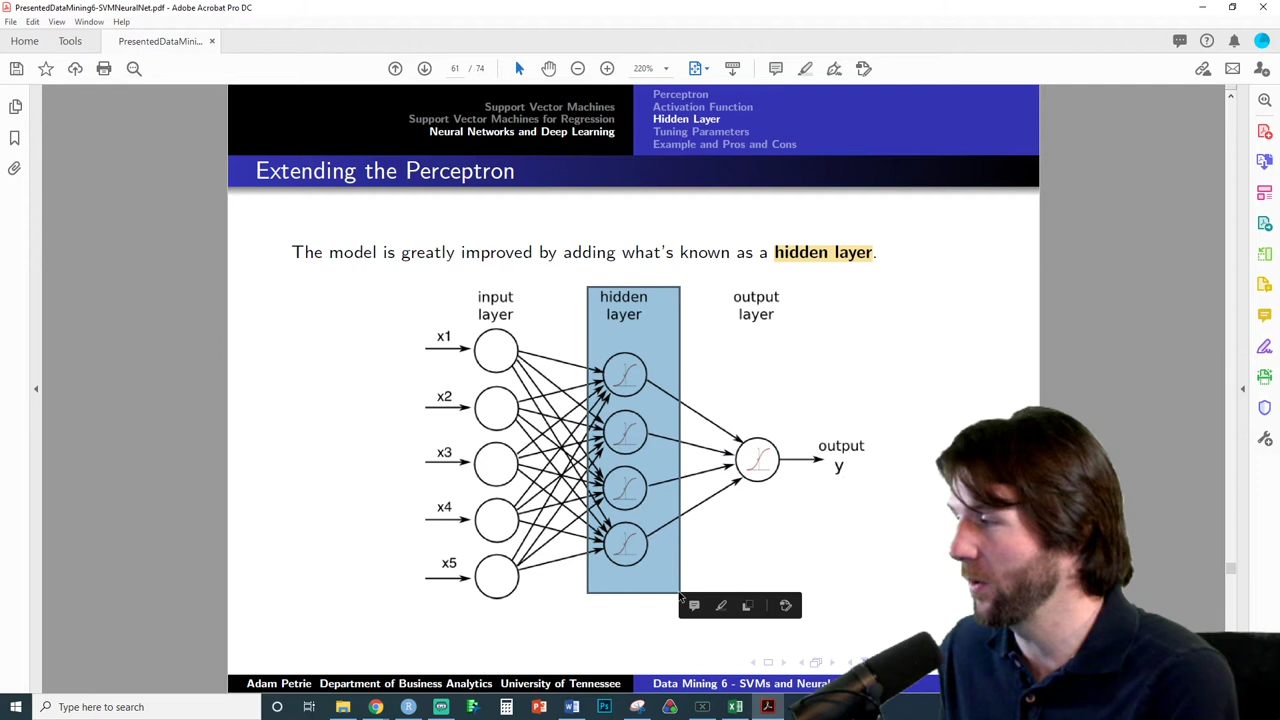 PresentedDataMining6-SVMNeuralNet.pdf - Adobe Acrobat Pro DC
File Edit View Window Help
Home Tools PresentedDataMini... ×
61 / 74 220%
Support Vector Machines
Support Vector Machines for Regression
Neural Networks and Deep Learning
Perceptron
Activation Function
Hidden Layer
Tuning Parameters
Example and Pros and Cons
Extending the Perceptron
The model is greatly improved by adding what's known as a hidden layer.
input
layer
hidden
layer
output
layer
x1
x2
x3
x4
x5
output
y
Adam Petrie Department of Business Analytics University of Tennessee
Data Mining 6 - SVMs and Neural
Type here to search